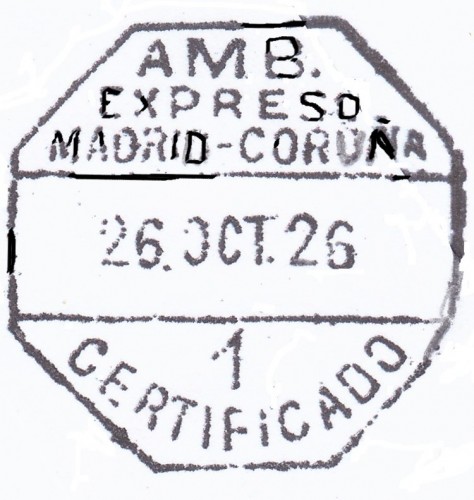 AMB.
EXPRESO
MADRID-CORUÑA
26.OCT.26
1
CERTIFiCADO